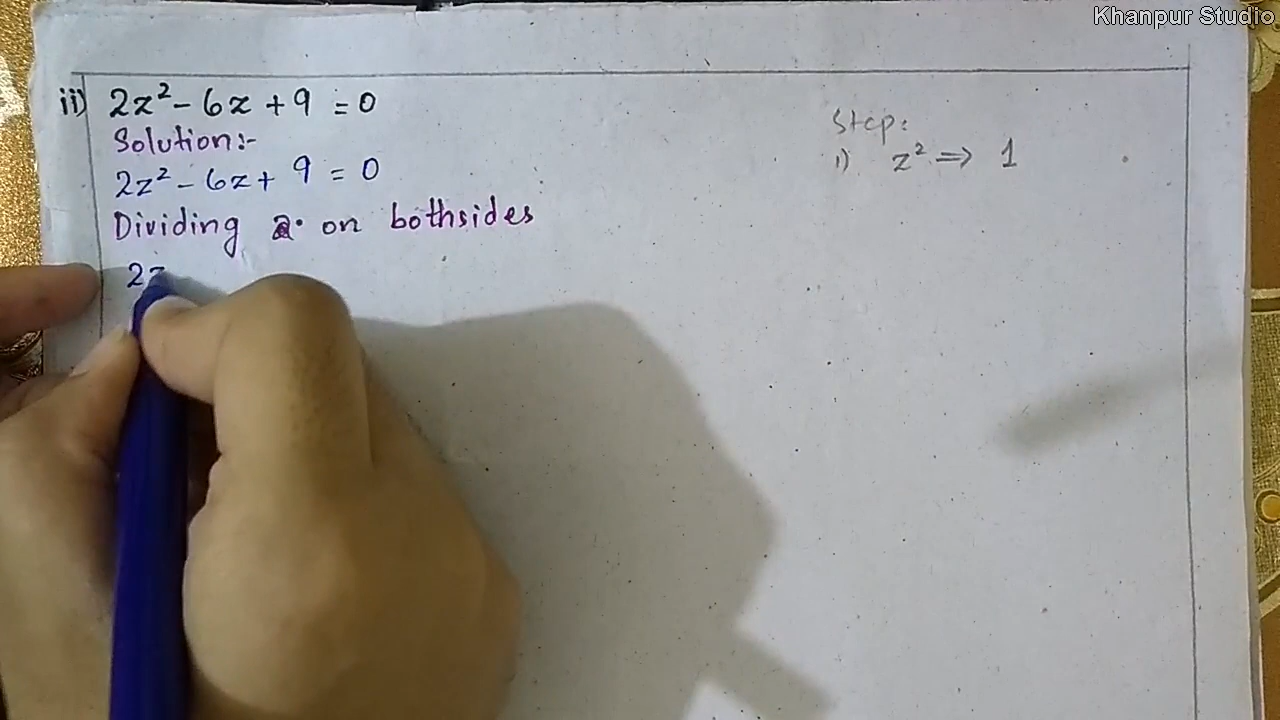 Khanpur Studio
ii) 2z² - 6z + 9 = 0
Solution:-
2z² - 6z + 9 = 0
Dividing 2. on bothsides
2z
Step:
1) z² => 1